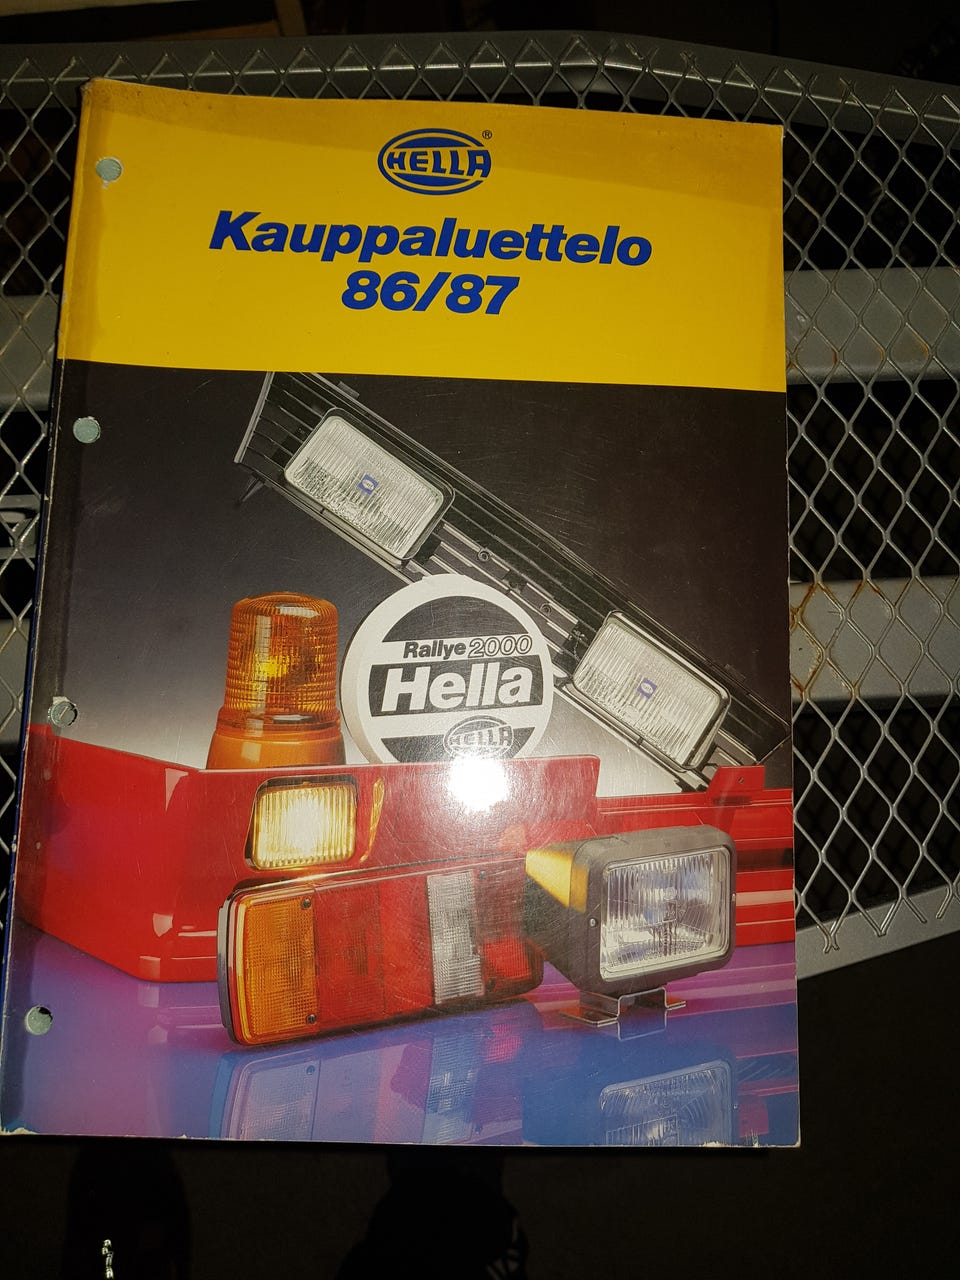 HELLA®
Kauppaluettelo
86/87
Rallye 2000
Hella
HELLA